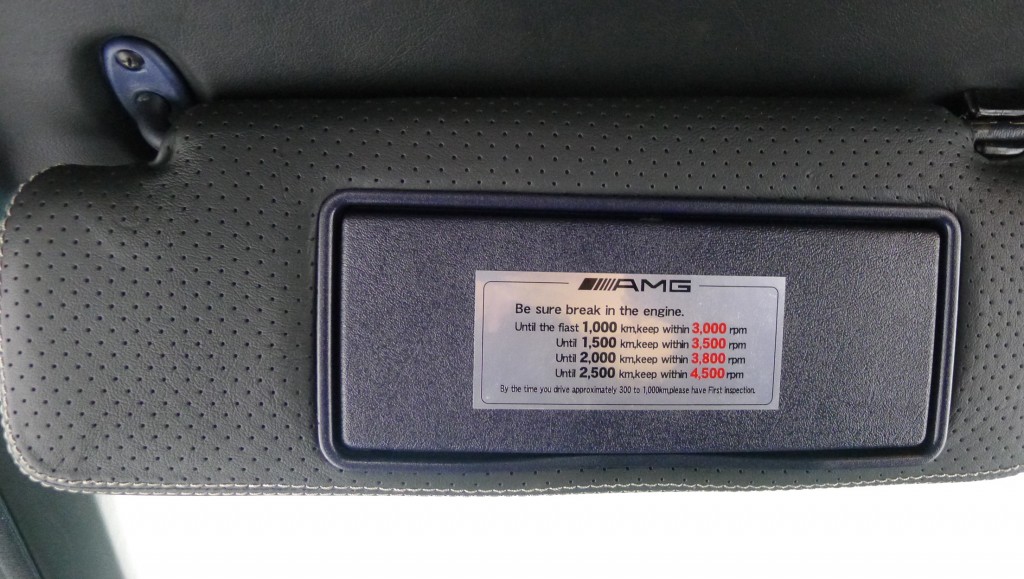 AMG
Be sure break in the engine.
Until the fiast 1,000 km,keep within 3,000 rpm
Until 1,500 km,keep within 3,500 rpm
Until 2,000 km,keep within 3,800 rpm
Until 2,500 km,keep within 4,500 rpm
By the time you drive approximately 300 to 1,000km,please have First inspection.